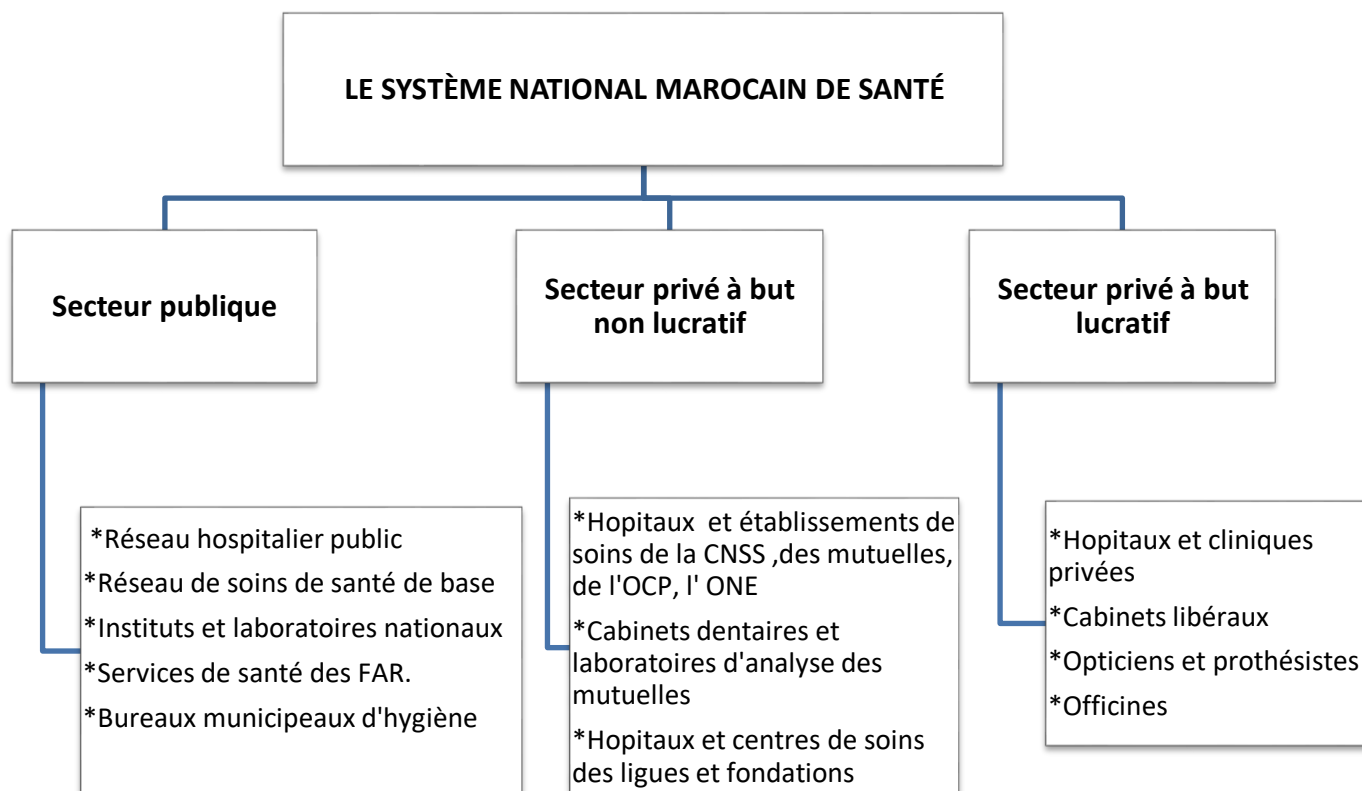 LE SYSTÈME NATIONAL MAROCAIN DE SANTÉ
Secteur publique
*Réseau hospitalier public
*Réseau de soins de santé de base
*Instituts et laboratoires nationaux
*Services de santé des FAR.
*Bureaux municipeaux d'hygiène
Secteur privé à but
non lucratif
*Hopitaux et établissements de
soins de la CNSS ,des mutuelles,
de l'OCP, l' ONE
*Cabinets dentaires et
laboratoires d'analyse des
mutuelles
*Hopitaux et centres de soins
des ligues et fondations
Secteur privé à but
lucratif
*Hopitaux et cliniques
privées
*Cabinets libéraux
*Opticiens et prothésistes
*Officines